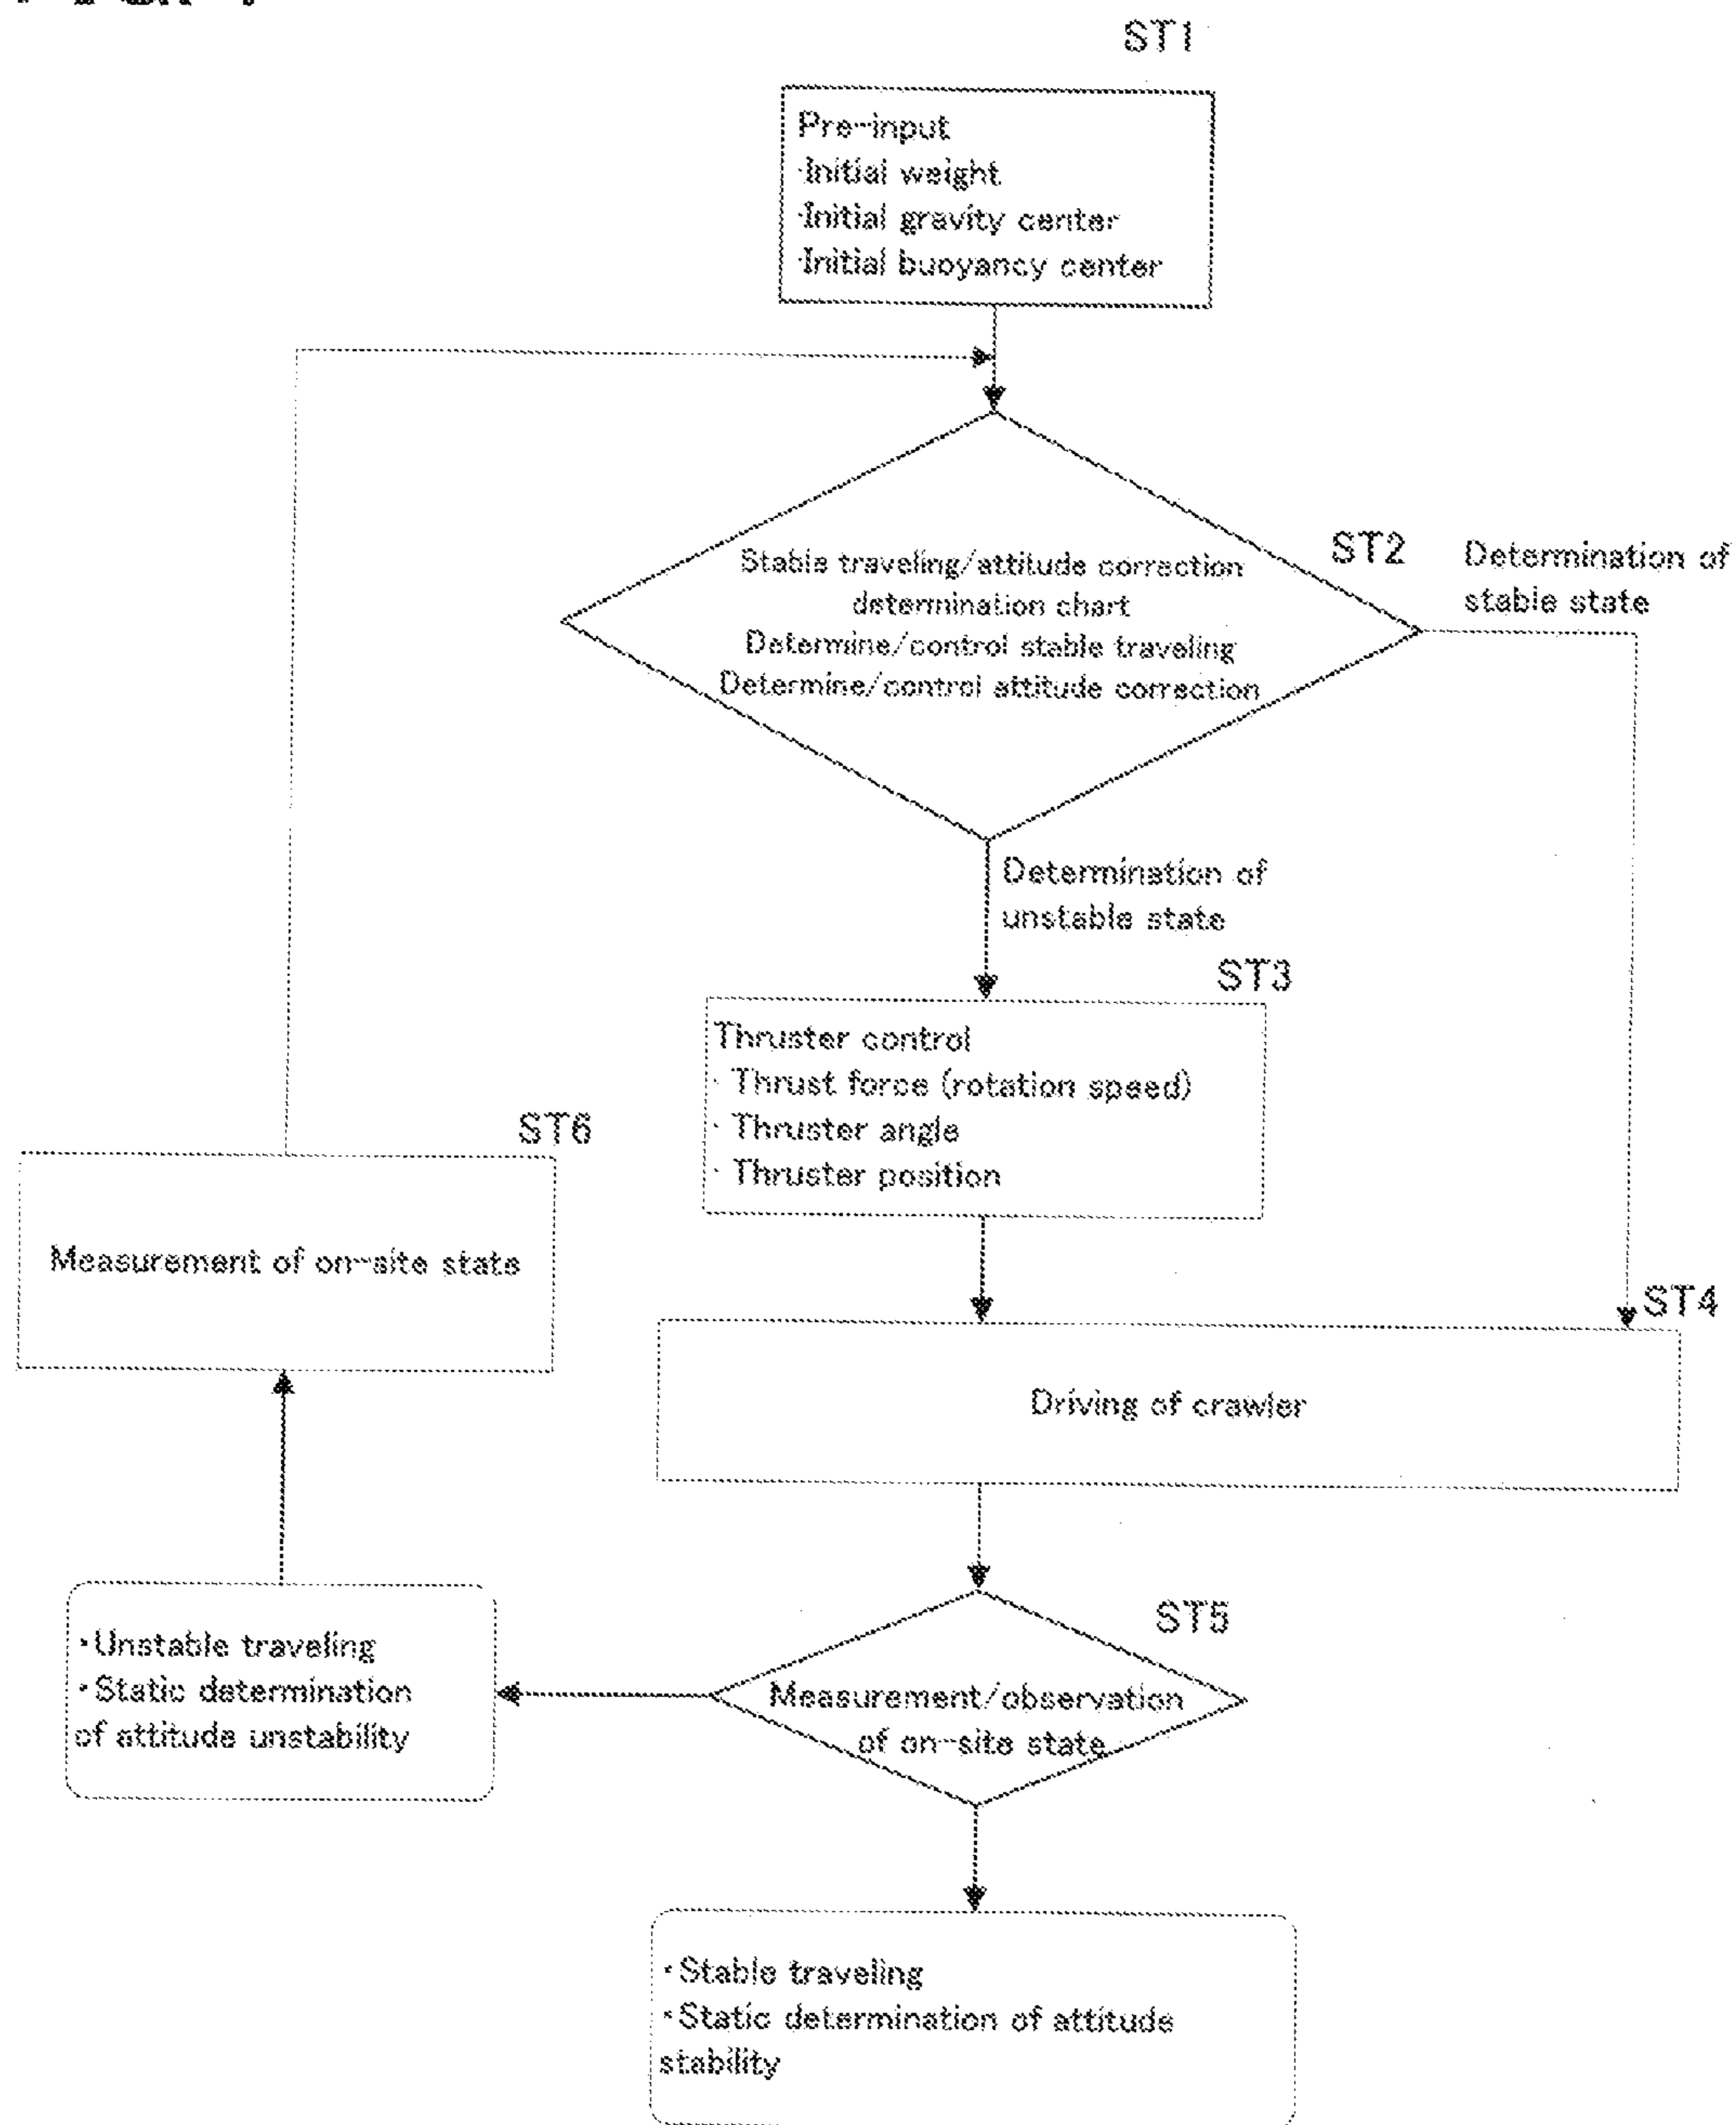 ST1
Pre-input
·Initial weight
·Initial gravity center
·Initial buoyancy center
ST2
Determination of
stable state
Stable traveling/attitude correction
determination chart
Determine/control stable traveling
Determine/control attitude correction
Determination of
unstable state
ST3
Thruster control
· Thrust force (rotation speed)
· Thruster angle
· Thruster position
ST6
Measurement of on-site state
ST4
Driving of crawler
ST5
Measurement/observation
of on-site state
·Unstable traveling
·Static determination
of attitude unstability
·Stable traveling
·Static determination of attitude
stability